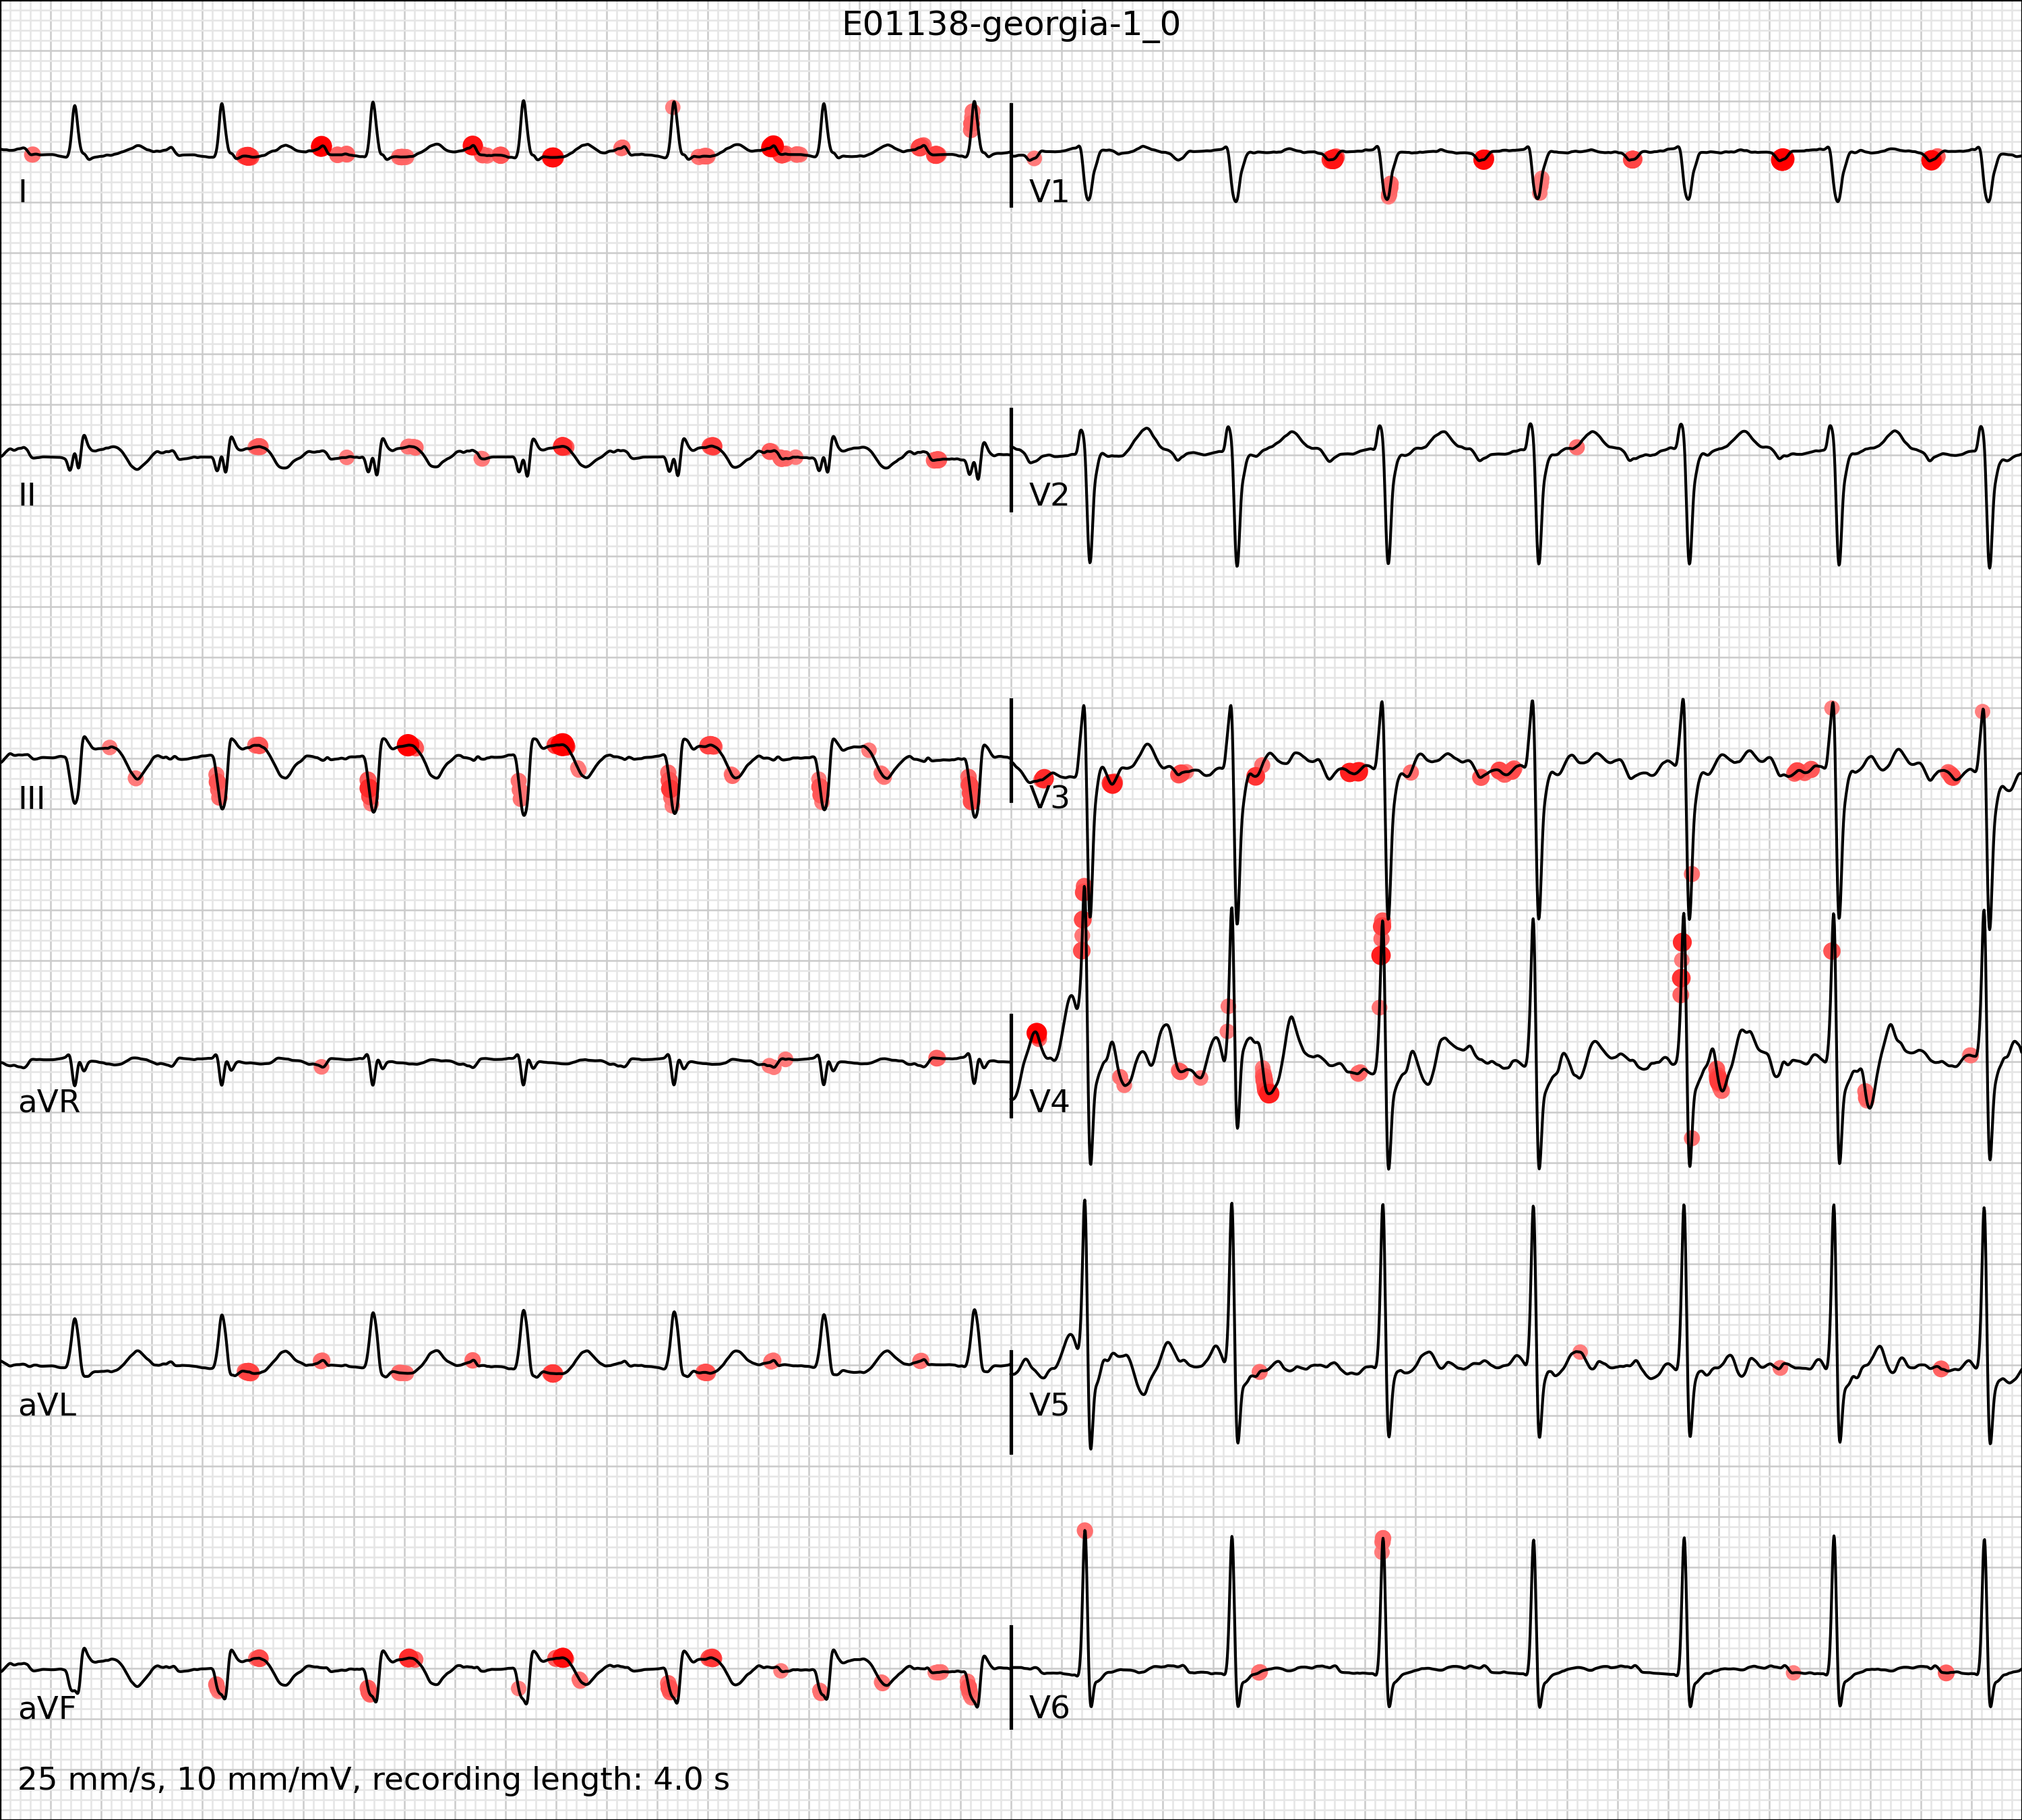 E01138-georgia-1_0
I
V1
II
V2
III
V3
aVR
V4
aVL
V5
aVF
V6
25 mm/s, 10 mm/mV, recording length: 4.0 s